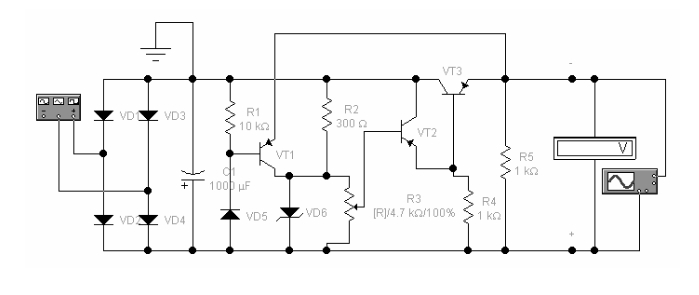 -
VT3
VD1
VD3
R1
10 kΩ
R2
300 Ω
VT1
VT2
V
C1
1000 µF
+
R5
1 kΩ
R3
[R]/4.7 kΩ/100%
R4
1 kΩ
VD2
VD4
VD5
VD6
+